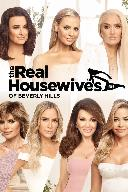 the
Real
Housewives
OF BEVERLY HILLS